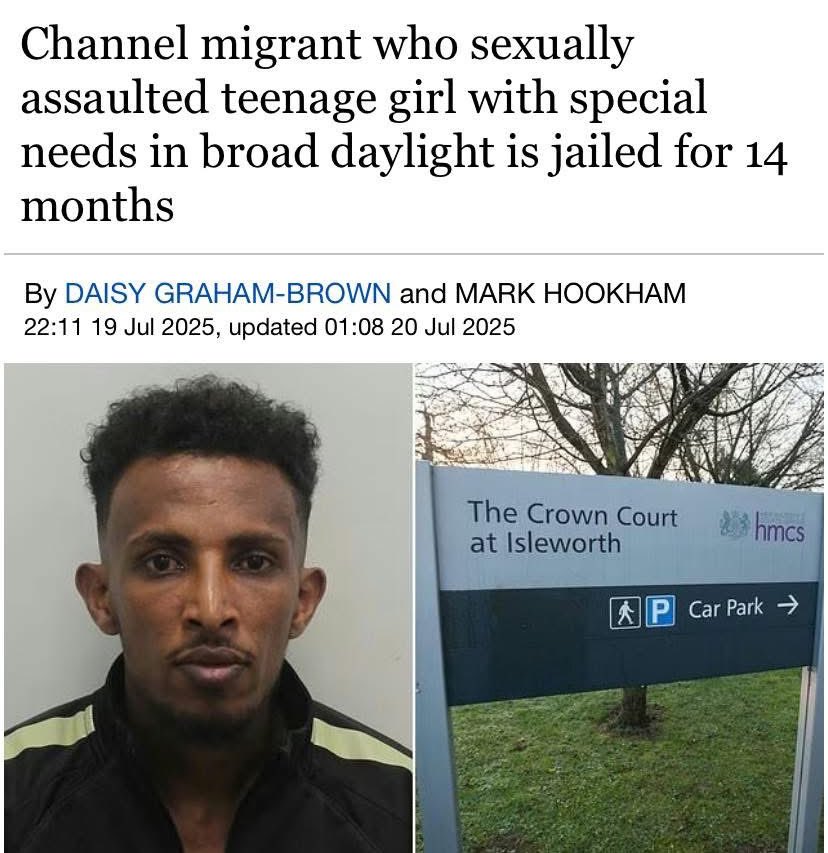 Channel migrant who sexually
assaulted teenage girl with special
needs in broad daylight is jailed for 14
months
By DAISY GRAHAM-BROWN and MARK HOOKHAM
22:11 19 Jul 2025, updated 01:08 20 Jul 2025
The Crown Court
at Isleworth
hmcs
P Car Park →